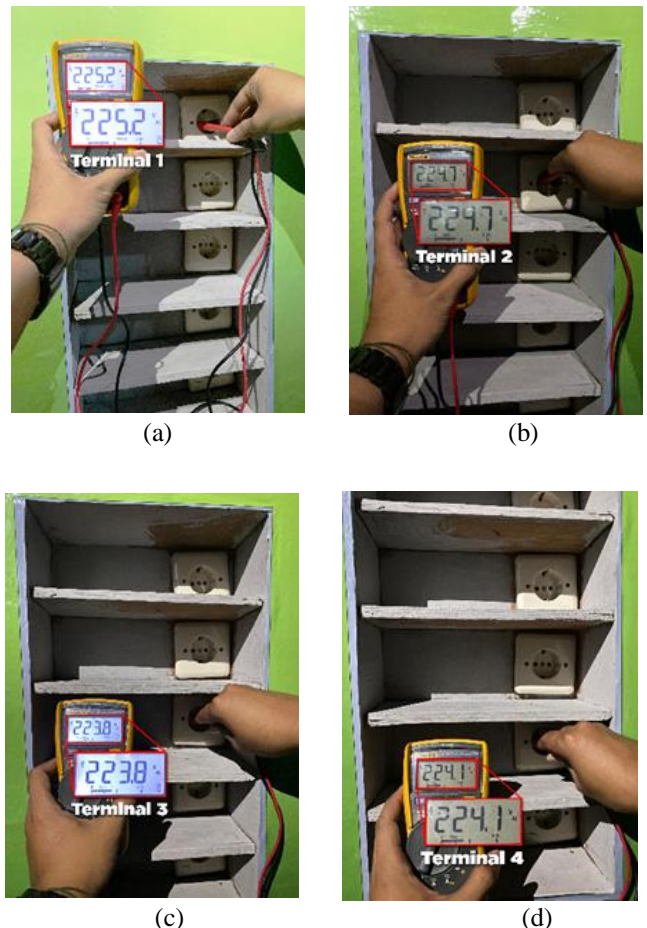 225.2
225.2
Terminal 1
(a)
224.7
224.7
Terminal 2
(b)
223.8
223.8
Terminal 3
(c)
224.1
224.1
Terminal 4
(d)